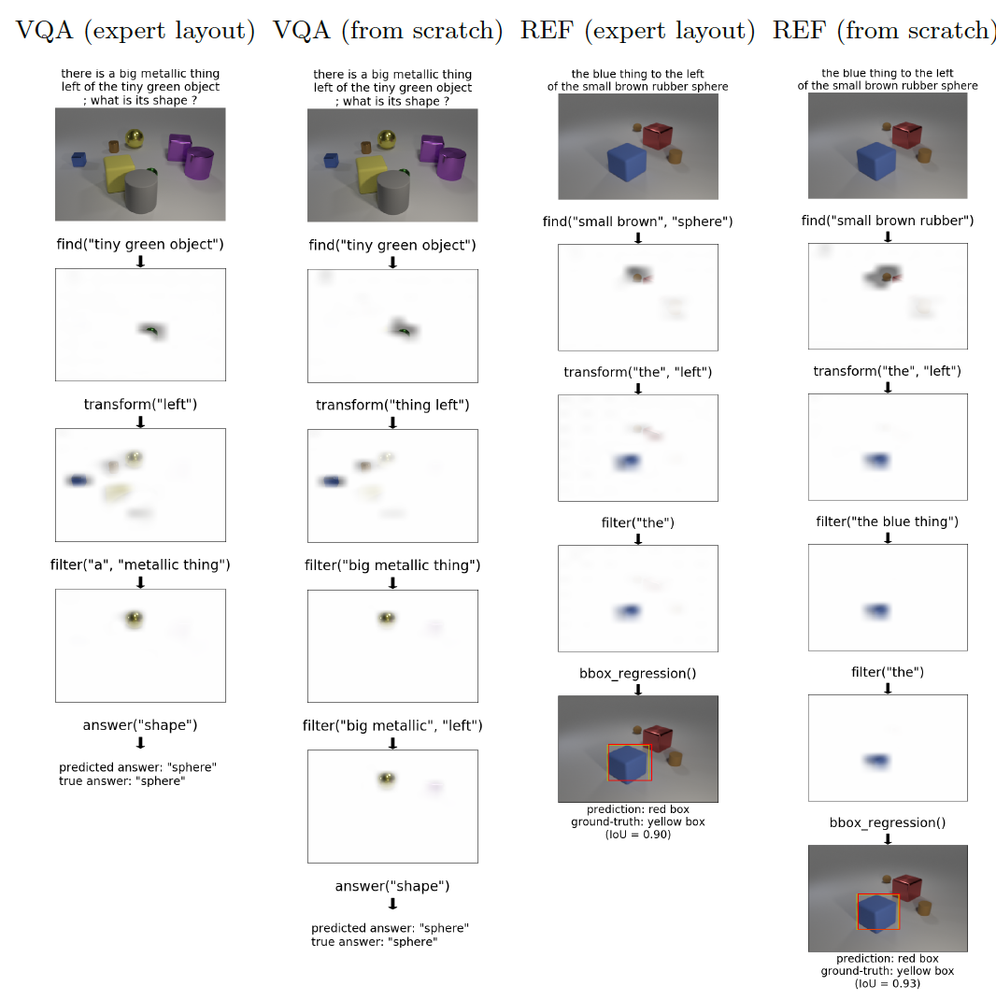 VQA (expert layout)
there is a big metallic thing
left of the tiny green object
; what is its shape ?
find("tiny green object")
transform("left")
filter("a", "metallic thing")
answer("shape")
predicted answer: "sphere"
true answer: "sphere"
VQA (from scratch)
there is a big metallic thing
left of the tiny green object
; what is its shape ?
find("tiny green object")
transform("thing left")
filter("big metallic thing")
filter("big metallic", "left")
answer("shape")
predicted answer: "sphere"
true answer: "sphere"
REF (expert layout)
the blue thing to the left
of the small brown rubber sphere
find("small brown", "sphere")
transform("the", "left")
filter("the")
bbox_regression()
prediction: red box
ground-truth: yellow box
(IoU = 0.90)
REF (from scratch)
the blue thing to the left
of the small brown rubber sphere
find("small brown rubber")
transform("the", "left")
filter("the blue thing")
filter("the")
bbox_regression()
prediction: red box
ground-truth: yellow box
(IoU = 0.93)